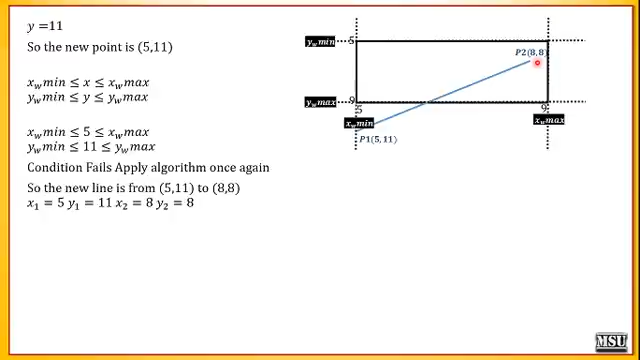 𝑦 =11
So the new point is (5,11)
𝑥𝑤𝑚𝑖𝑛 ≤ 𝑥 ≤ 𝑥𝑤𝑚𝑎𝑥
𝑦𝑤𝑚𝑖𝑛 ≤ 𝑦 ≤ 𝑦𝑤𝑚𝑎𝑥
𝑥𝑤𝑚𝑖𝑛 ≤ 5 ≤ 𝑥𝑤𝑚𝑎𝑥
𝑦𝑤𝑚𝑖𝑛 ≤ 11 ≤ 𝑦𝑤𝑚𝑎𝑥
Condition Fails Apply algorithm once again
So the new line is from (5,11) to (8,8)
𝑥1 = 5 𝑦1 = 11 𝑥2 = 8 𝑦2 = 8
𝑦𝑤𝑚𝑖𝑛 5
P2(8,8)
𝑦𝑤𝑚𝑎𝑥 9
5 9
𝑥𝑤𝑚𝑖𝑛 𝑥𝑤𝑚𝑎𝑥
P1(5,11)
MSU